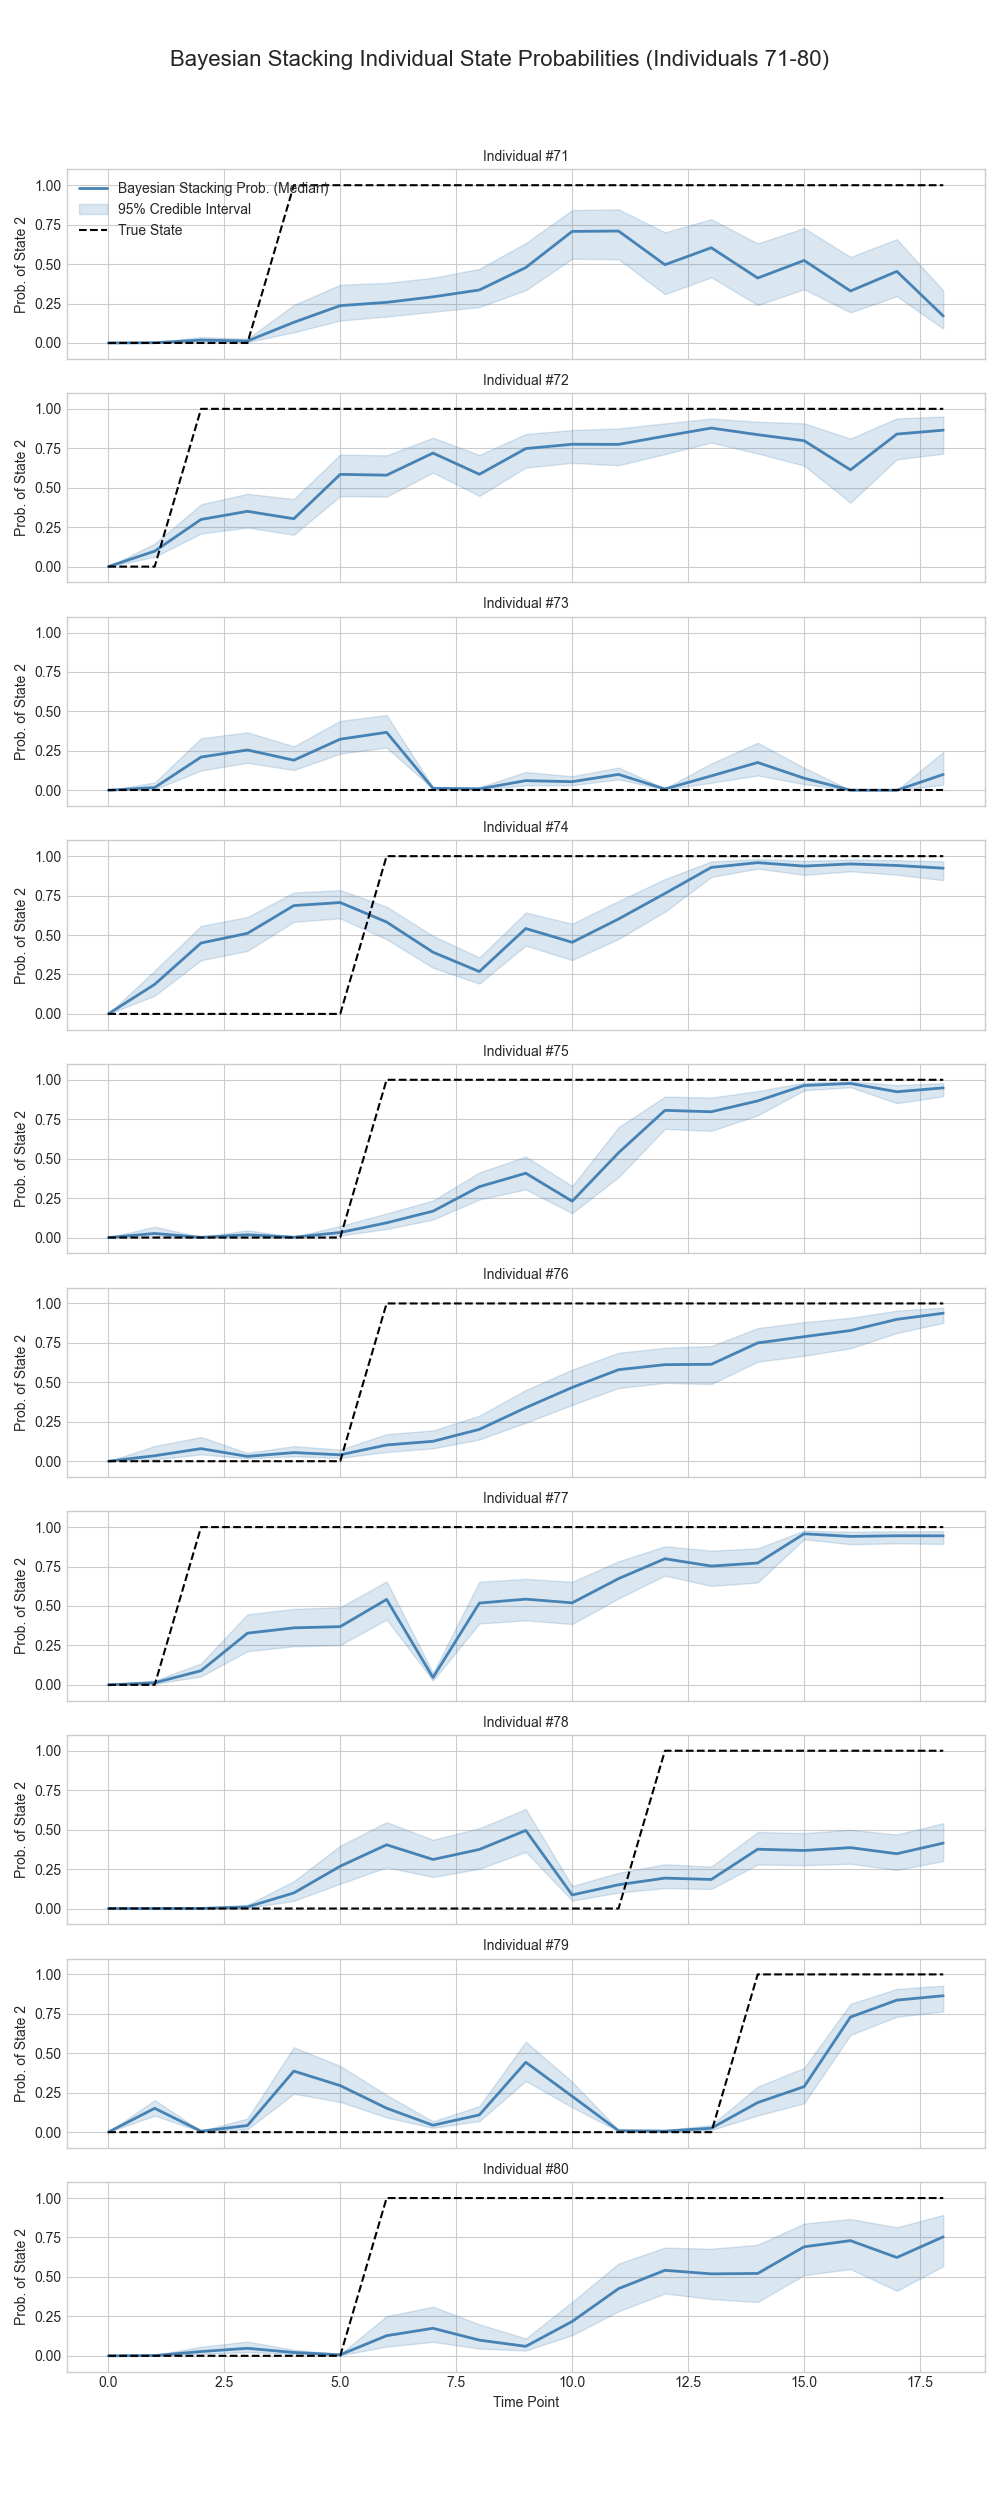 Bayesian Stacking Individual State Probabilities (Individuals 71-80)
Individual #71
Bayesian Stacking Prob. (Median)
95% Credible Interval
True State
Prob. of State 2
1.00
0.75
0.50
0.25
0.00
Individual #72
Prob. of State 2
1.00
0.75
0.50
0.25
0.00
Individual #73
Prob. of State 2
1.00
0.75
0.50
0.25
0.00
Individual #74
Prob. of State 2
1.00
0.75
0.50
0.25
0.00
Individual #75
Prob. of State 2
1.00
0.75
0.50
0.25
0.00
Individual #76
Prob. of State 2
1.00
0.75
0.50
0.25
0.00
Individual #77
Prob. of State 2
1.00
0.75
0.50
0.25
0.00
Individual #78
Prob. of State 2
1.00
0.75
0.50
0.25
0.00
Individual #79
Prob. of State 2
1.00
0.75
0.50
0.25
0.00
Individual #80
Prob. of State 2
1.00
0.75
0.50
0.25
0.00
0.0 2.5 5.0 7.5 10.0 12.5 15.0 17.5
Time Point